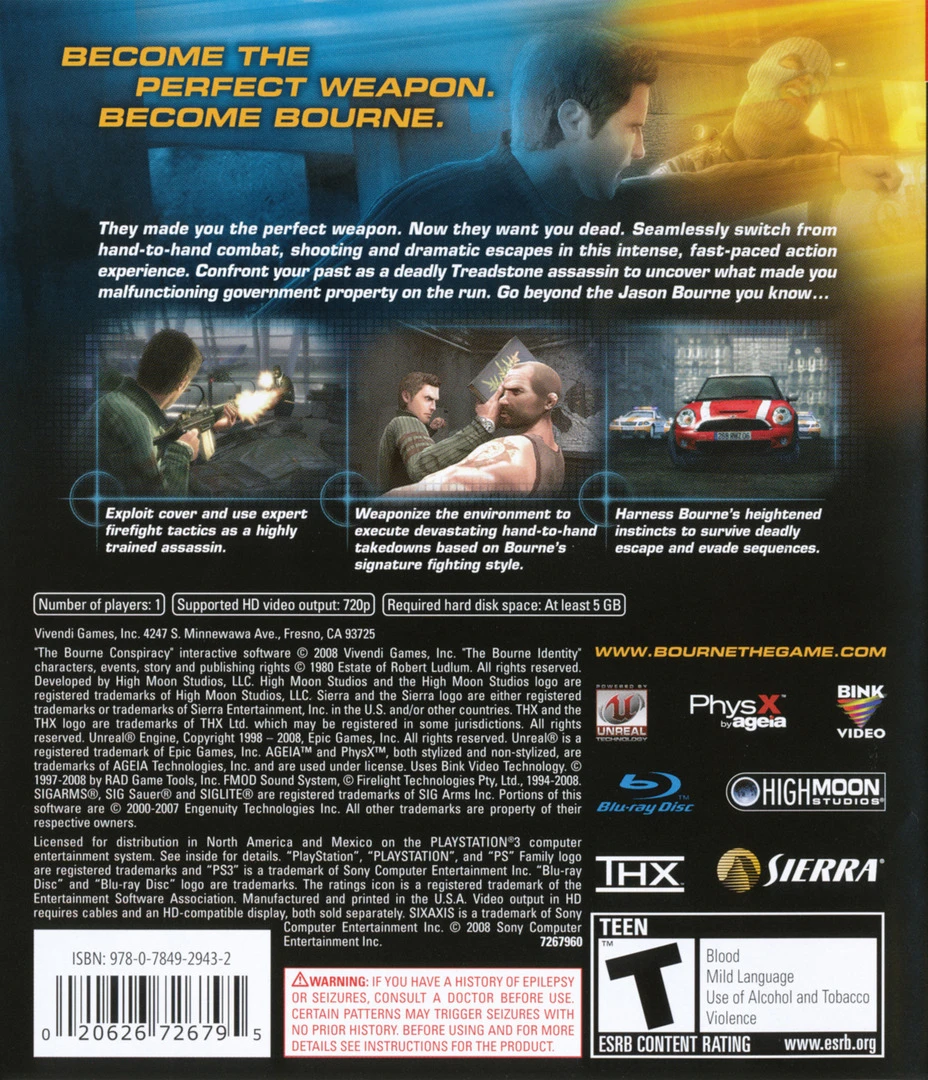 BECOME THE
PERFECT WEAPON.
BECOME BOURNE.
They made you the perfect weapon. Now they want you dead. Seamlessly switch from
hand-to-hand combat, shooting and dramatic escapes in this intense, fast-paced action
experience. Confront your past as a deadly Treadstone assassin to uncover what made you
malfunctioning government property on the run. Go beyond the Jason Bourne you know...
Exploit cover and use expert
firefight tactics as a highly
trained assassin.
Weaponize the environment to
execute devastating hand-to-hand
takedowns based on Bourne's
signature fighting style.
Harness Bourne's heightened
instincts to survive deadly
escape and evade sequences.
Number of players: 1
Supported HD video output: 720p
Required hard disk space: At least 5 GB
Vivendi Games, Inc. 4247 S. Minnewawa Ave., Fresno, CA 93725
"The Bourne Conspiracy" interactive software © 2008 Vivendi Games, Inc. "The Bourne Identity"
characters, events, story and publishing rights © 1980 Estate of Robert Ludlum. All rights reserved.
Developed by High Moon Studios, LLC. High Moon Studios and the High Moon Studios logo are
registered trademarks of High Moon Studios, LLC. Sierra and the Sierra logo are either registered
trademarks or trademarks of Sierra Entertainment, Inc. in the U.S. and/or other countries. THX and the
THX logo are trademarks of THX Ltd. which may be registered in some jurisdictions. All rights
reserved. Unreal® Engine, Copyright 1998 – 2008, Epic Games, Inc. All rights reserved. Unreal® is a
registered trademark of Epic Games, Inc. AGEIA™ and PhysX™, both stylized and non-stylized, are
trademarks of AGEIA Technologies, Inc. and are used under license. Uses Bink Video Technology. ©
1997-2008 by RAD Game Tools, Inc. FMOD Sound System, © Firelight Technologies Pty, Ltd., 1994-2008.
SIGARMS®, SIG Sauer® and SIGLITE® are registered trademarks of SIG Arms Inc. Portions of this
software are © 2000-2007 Engenuity Technologies Inc. All other trademarks are property of their
respective owners.
Licensed for distribution in North America and Mexico on the PLAYSTATION®3 computer
entertainment system. See inside for details. "PlayStation", "PLAYSTATION", and "PS" Family logo
are registered trademarks and "PS3" is a trademark of Sony Computer Entertainment Inc. "Blu-ray
Disc" and "Blu-ray Disc" logo are trademarks. The ratings icon is a registered trademark of the
Entertainment Software Association. Manufactured and printed in the U.S.A. Video output in HD
requires cables and an HD-compatible display, both sold separately. SIXAXIS is a trademark of Sony
Computer Entertainment Inc. © 2008 Sony Computer
Entertainment Inc. 7267960
WWW.BOURNETHEGAME.COM
POWERED BY
UNREAL
TECHNOLOGY
PhysX™
by ageia
BINK
VIDEO
Blu-ray Disc™
HIGH MOON
STUDIOS®
THX
SIERRA®
ISBN: 978-0-7849-2943-2
0 20626 72679 5
WARNING: IF YOU HAVE A HISTORY OF EPILEPSY
OR SEIZURES, CONSULT A DOCTOR BEFORE USE.
CERTAIN PATTERNS MAY TRIGGER SEIZURES WITH
NO PRIOR HISTORY. BEFORE USING AND FOR MORE
DETAILS SEE INSTRUCTIONS FOR THE PRODUCT.
TEEN
T™
Blood
Mild Language
Use of Alcohol and Tobacco
Violence
ESRB CONTENT RATING www.esrb.org